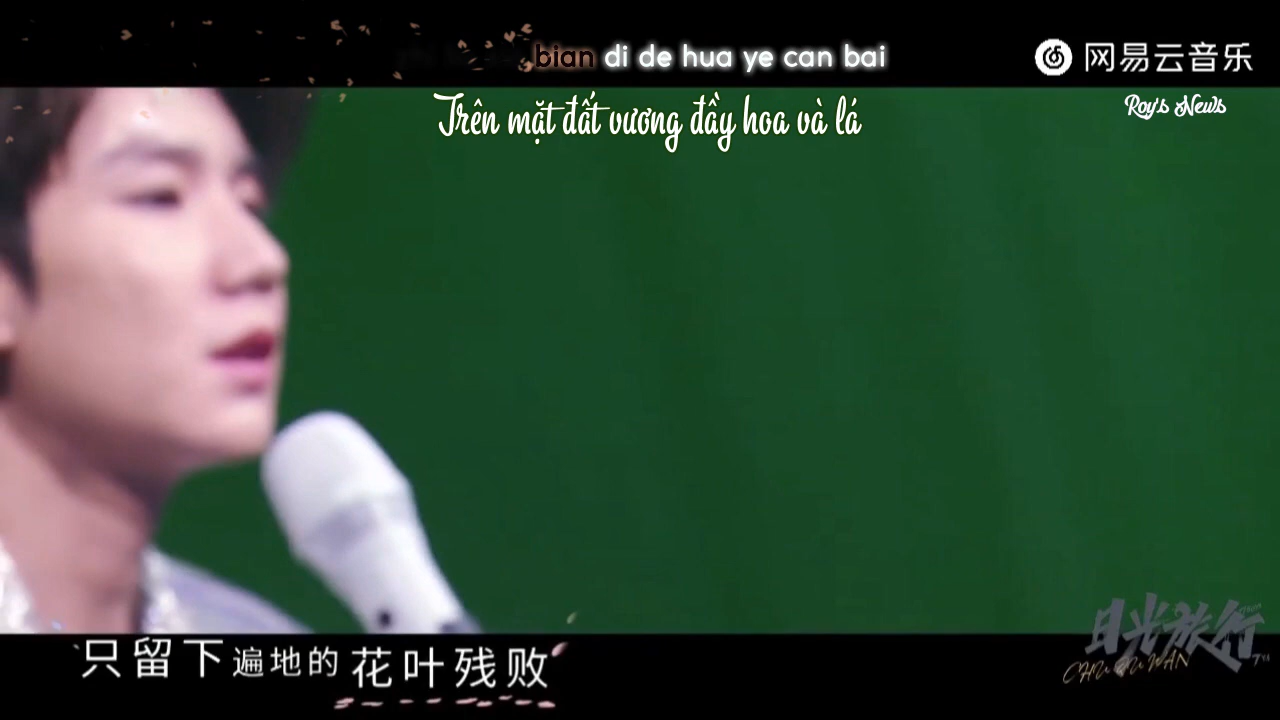 bian di de hua ye can bai
网易云音乐
Trên mặt đất vương đầy hoa và lá
Roy's News
只留下遍地的花叶残败
日光旅行